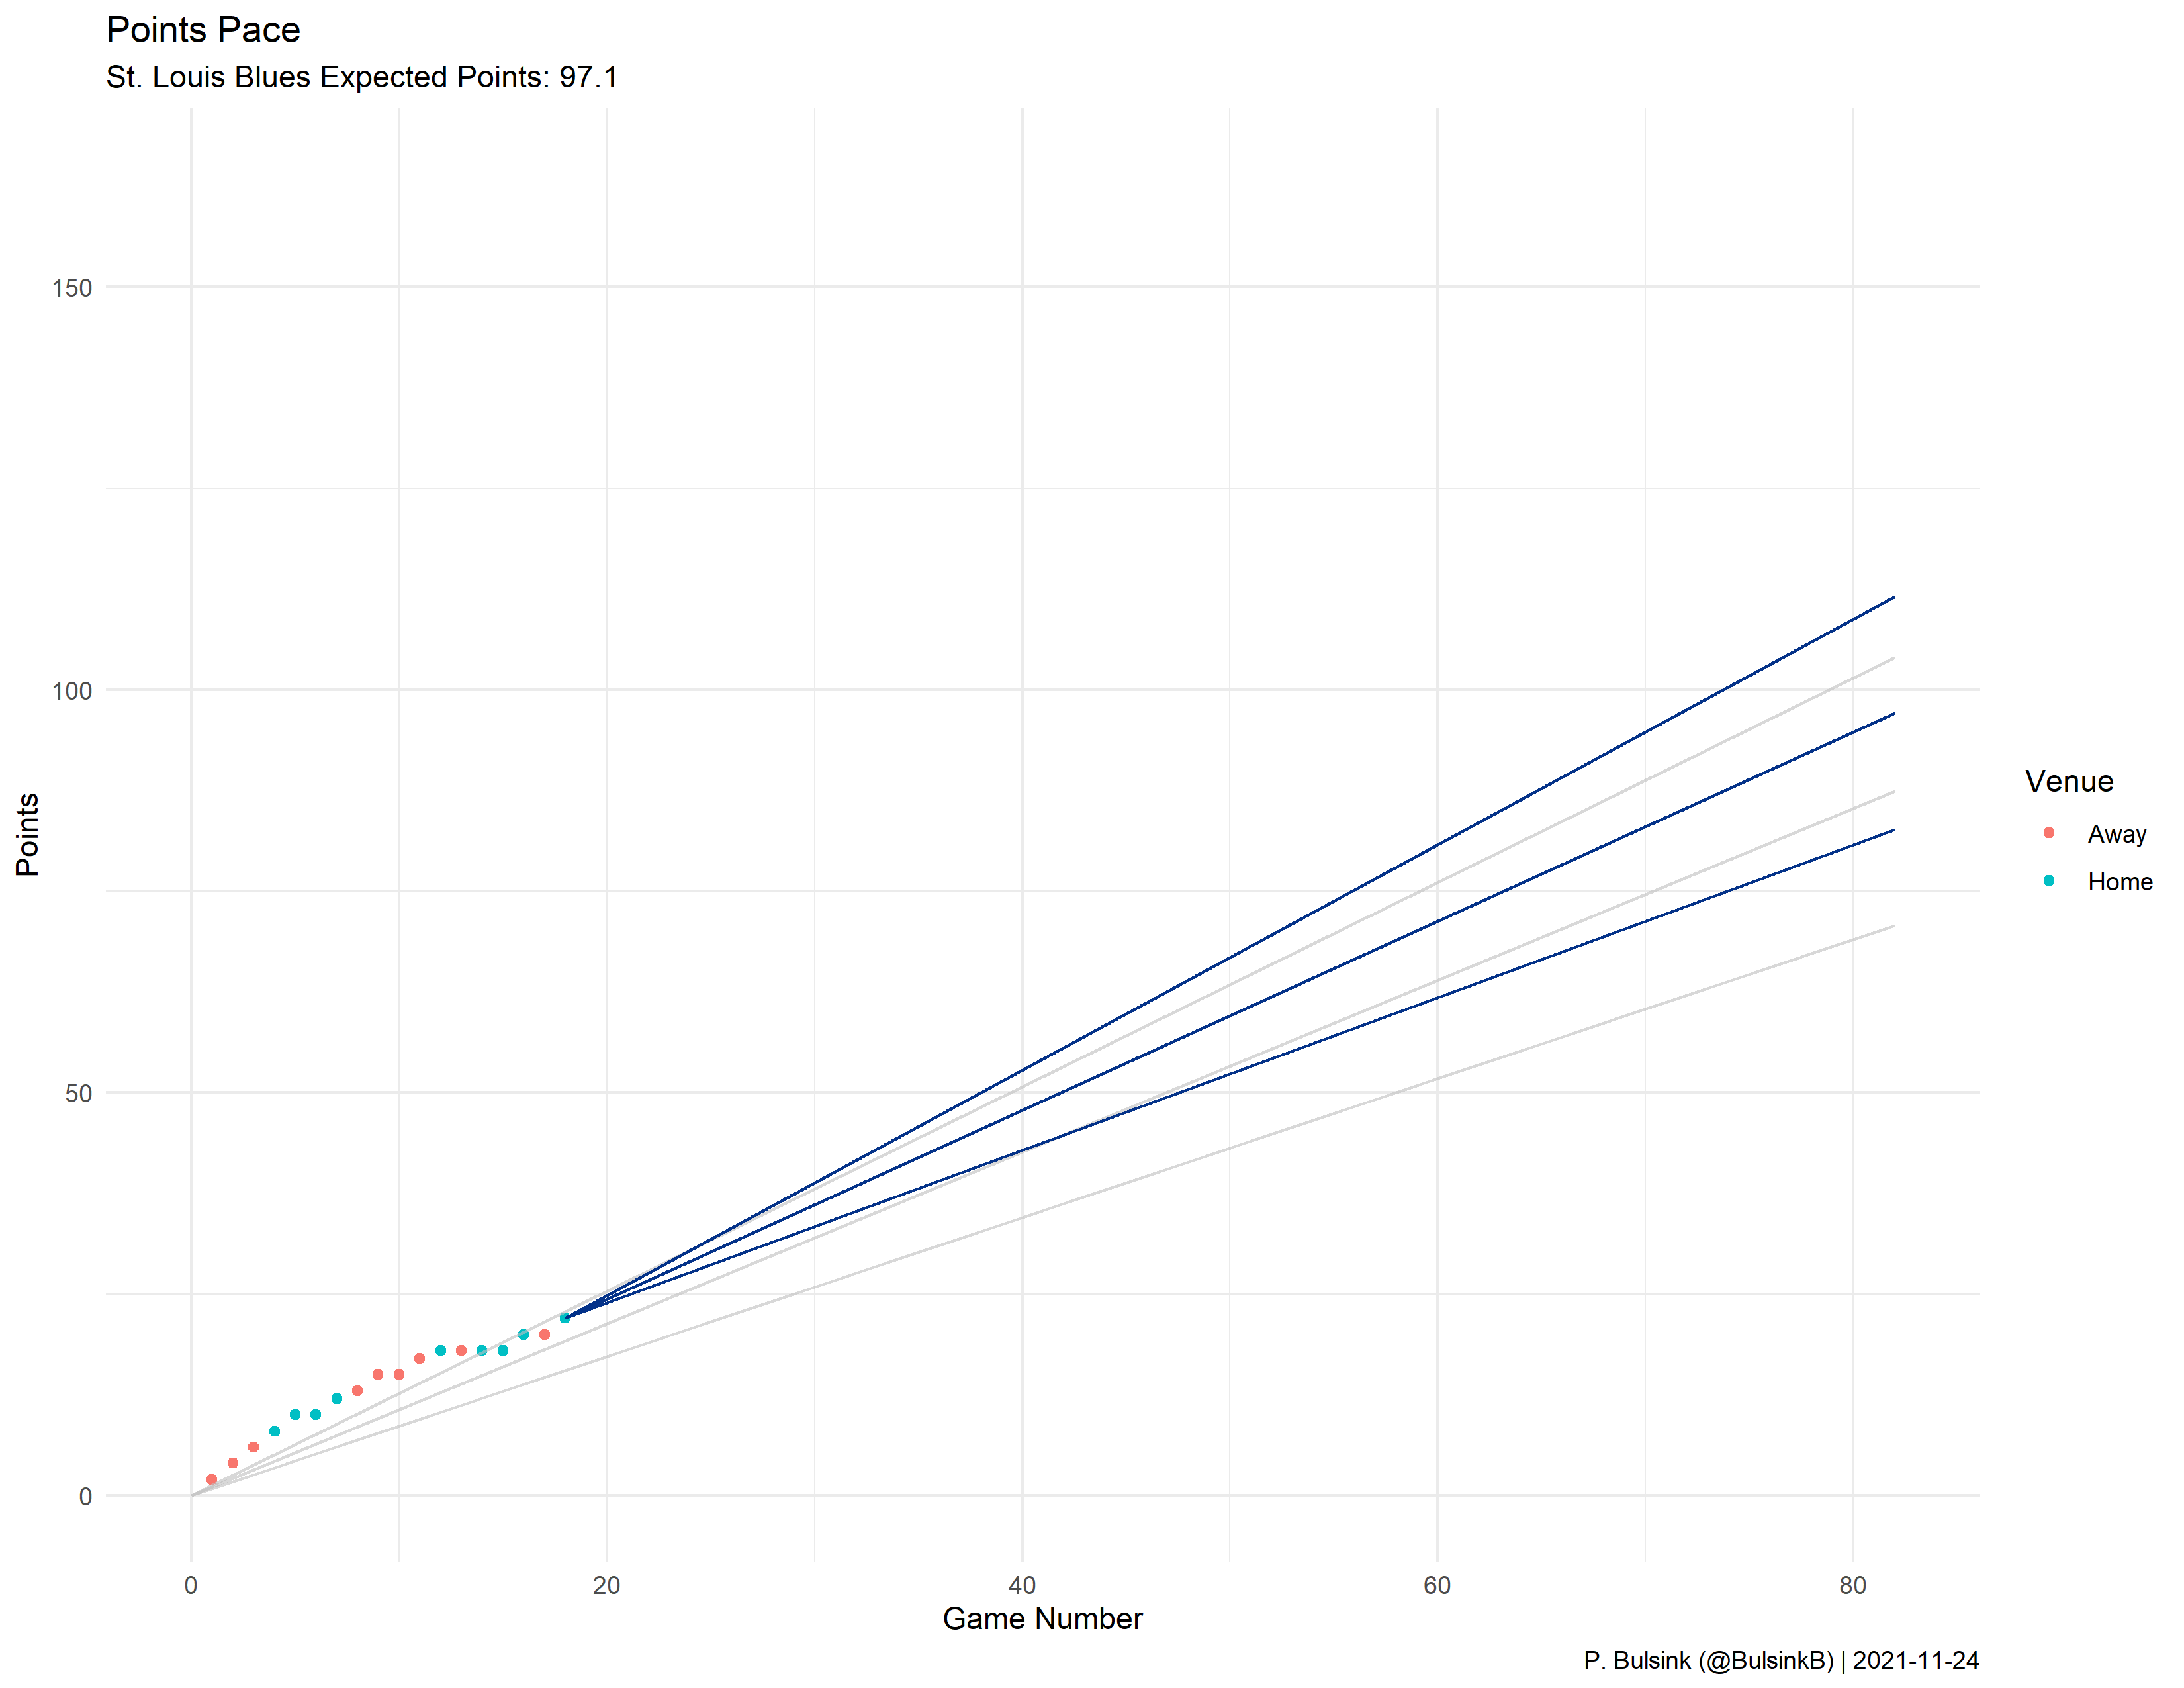 Points Pace
St. Louis Blues Expected Points: 97.1
150
100
50
0
Points
0 20 40 60 80
Game Number
Venue
Away
Home
P. Bulsink (@BulsinkB) | 2021-11-24